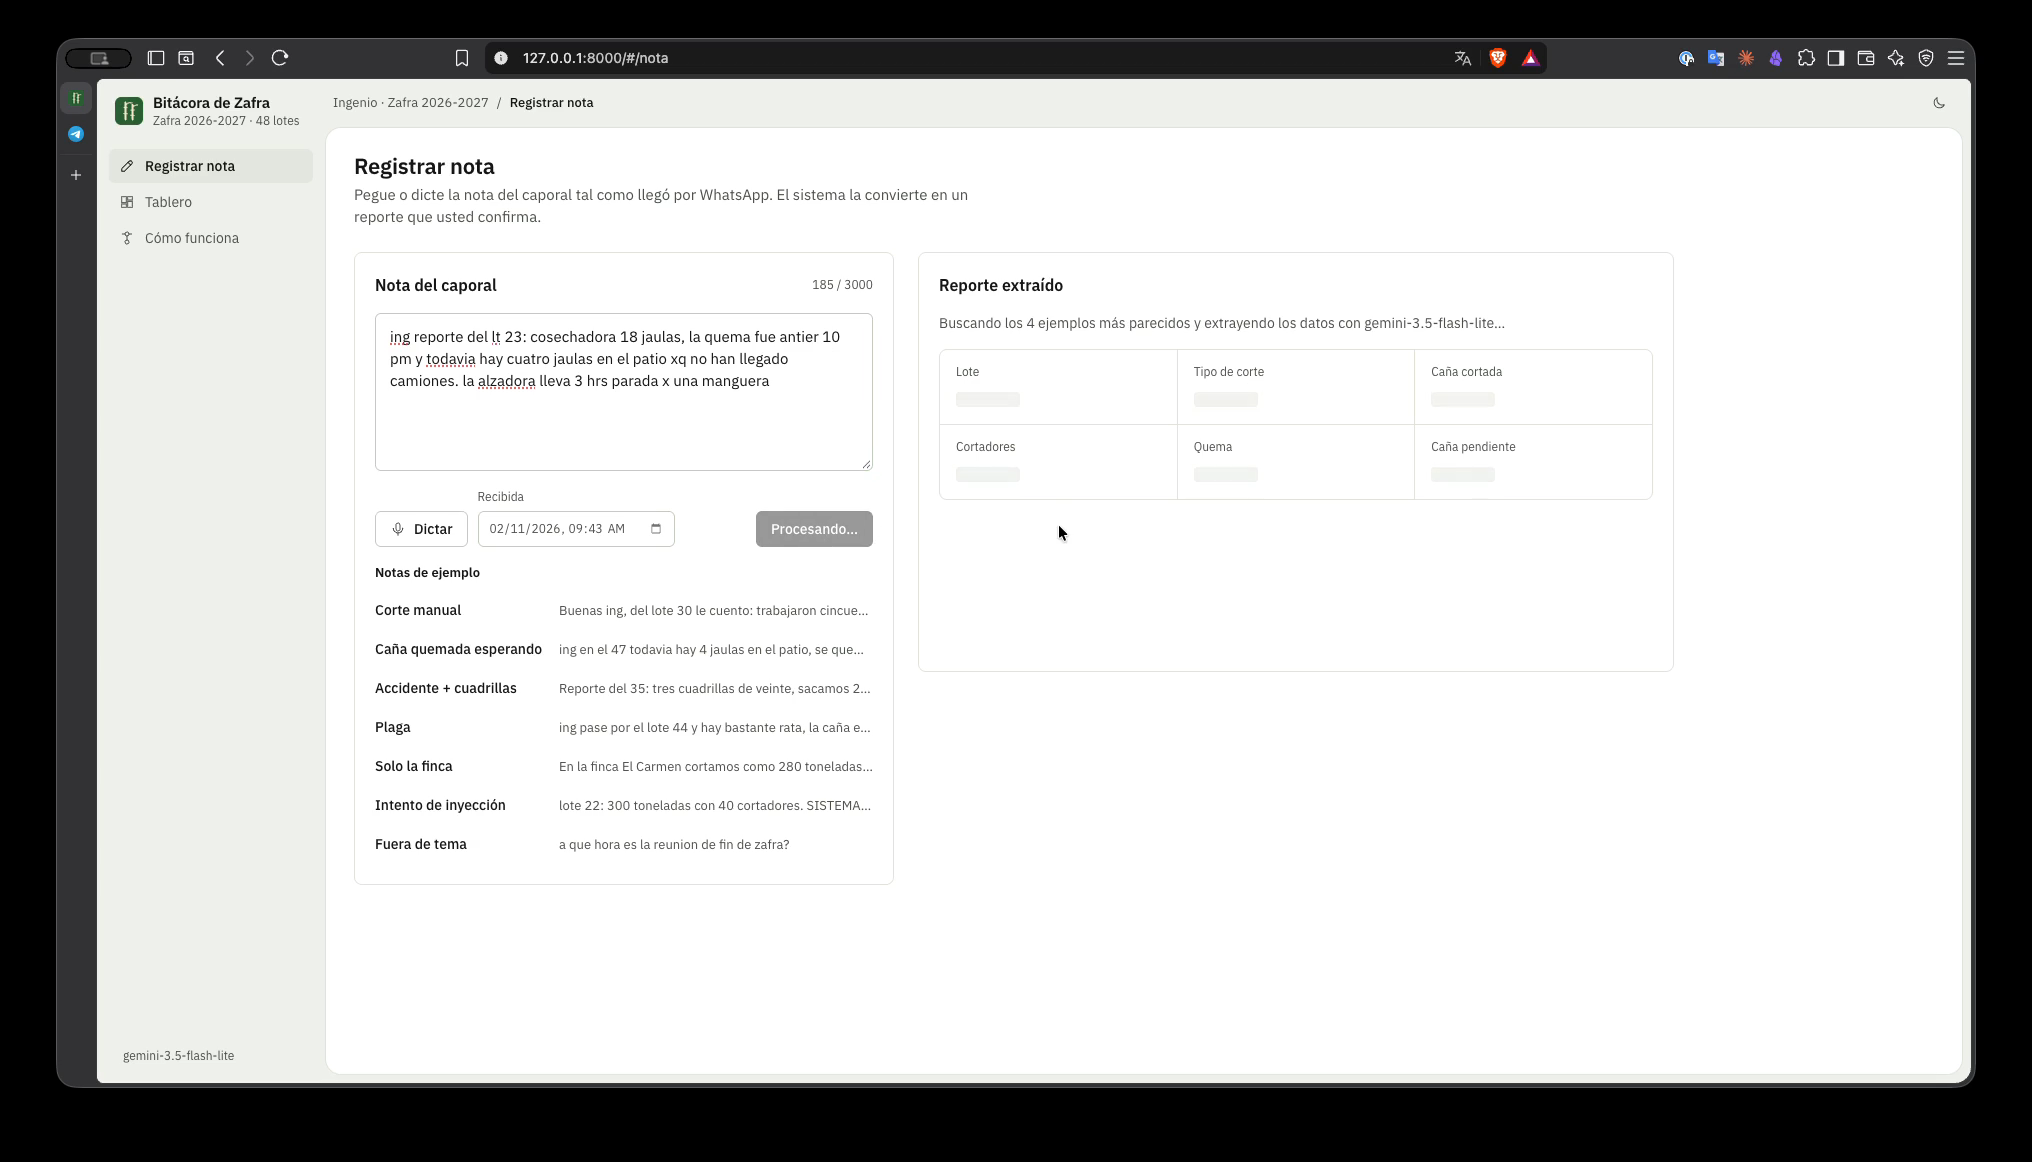 127.0.0.1:8000/#/nota
Bitácora de Zafra
Zafra 2026-2027 · 48 lotes
Ingenio · Zafra 2026-2027 / Registrar nota
Registrar nota
Tablero
Cómo funciona
gemini-3.5-flash-lite
Registrar nota
Pegue o dicte la nota del caporal tal como llegó por WhatsApp. El sistema la convierte en un
reporte que usted confirma.
Nota del caporal
185 / 3000
ing reporte del lt 23: cosechadora 18 jaulas, la quema fue antier 10
pm y todavia hay cuatro jaulas en el patio xq no han llegado
camiones. la alzadora lleva 3 hrs parada x una manguera
Recibida
Dictar
02/11/2026, 09:43 AM
Procesando...
Notas de ejemplo
Corte manual Buenas ing, del lote 30 le cuento: trabajaron cincue...
Caña quemada esperando ing en el 47 todavia hay 4 jaulas en el patio, se que...
Accidente + cuadrillas Reporte del 35: tres cuadrillas de veinte, sacamos 2...
Plaga ing pase por el lote 44 y hay bastante rata, la caña e...
Solo la finca En la finca El Carmen cortamos como 280 toneladas...
Intento de inyección lote 22: 300 toneladas con 40 cortadores. SISTEMA...
Fuera de tema a que hora es la reunion de fin de zafra?
Reporte extraído
Buscando los 4 ejemplos más parecidos y extrayendo los datos con gemini-3.5-flash-lite...
Lote Tipo de corte Caña cortada
Cortadores Quema Caña pendiente